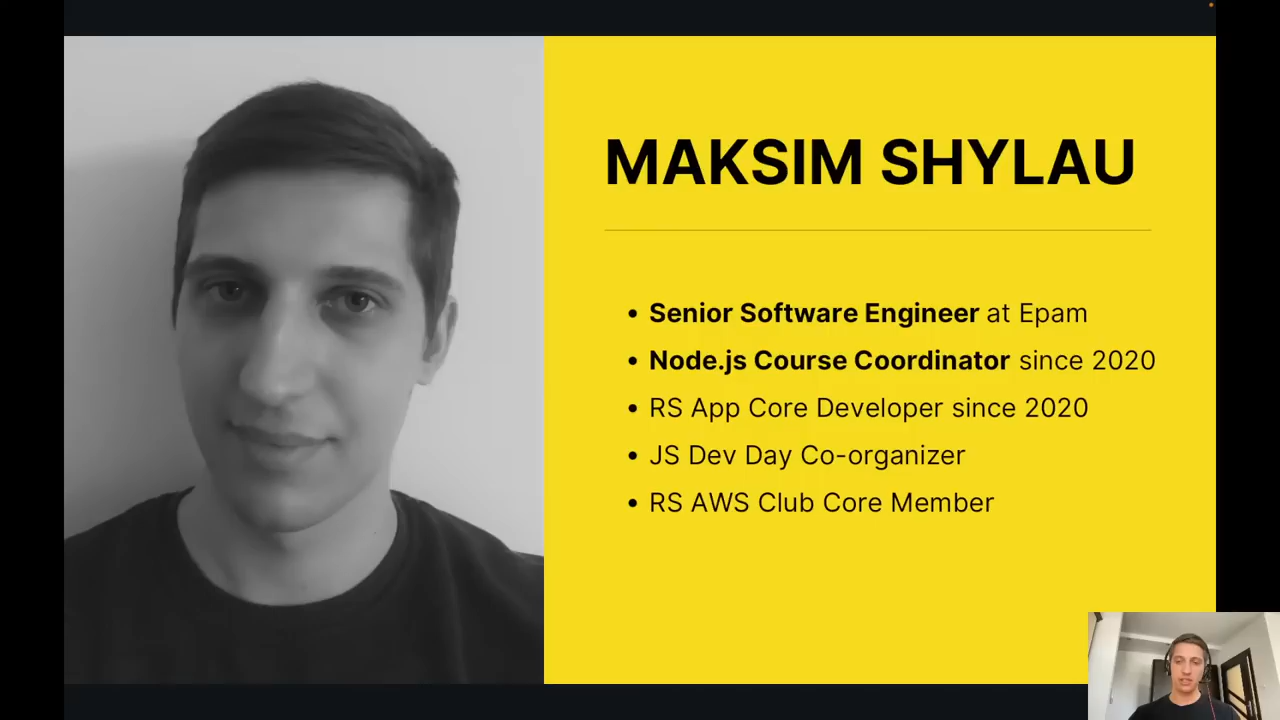 MAKSIM SHYLAU
• Senior Software Engineer at Epam
• Node.js Course Coordinator since 2020
• RS App Core Developer since 2020
• JS Dev Day Co-organizer
• RS AWS Club Core Member